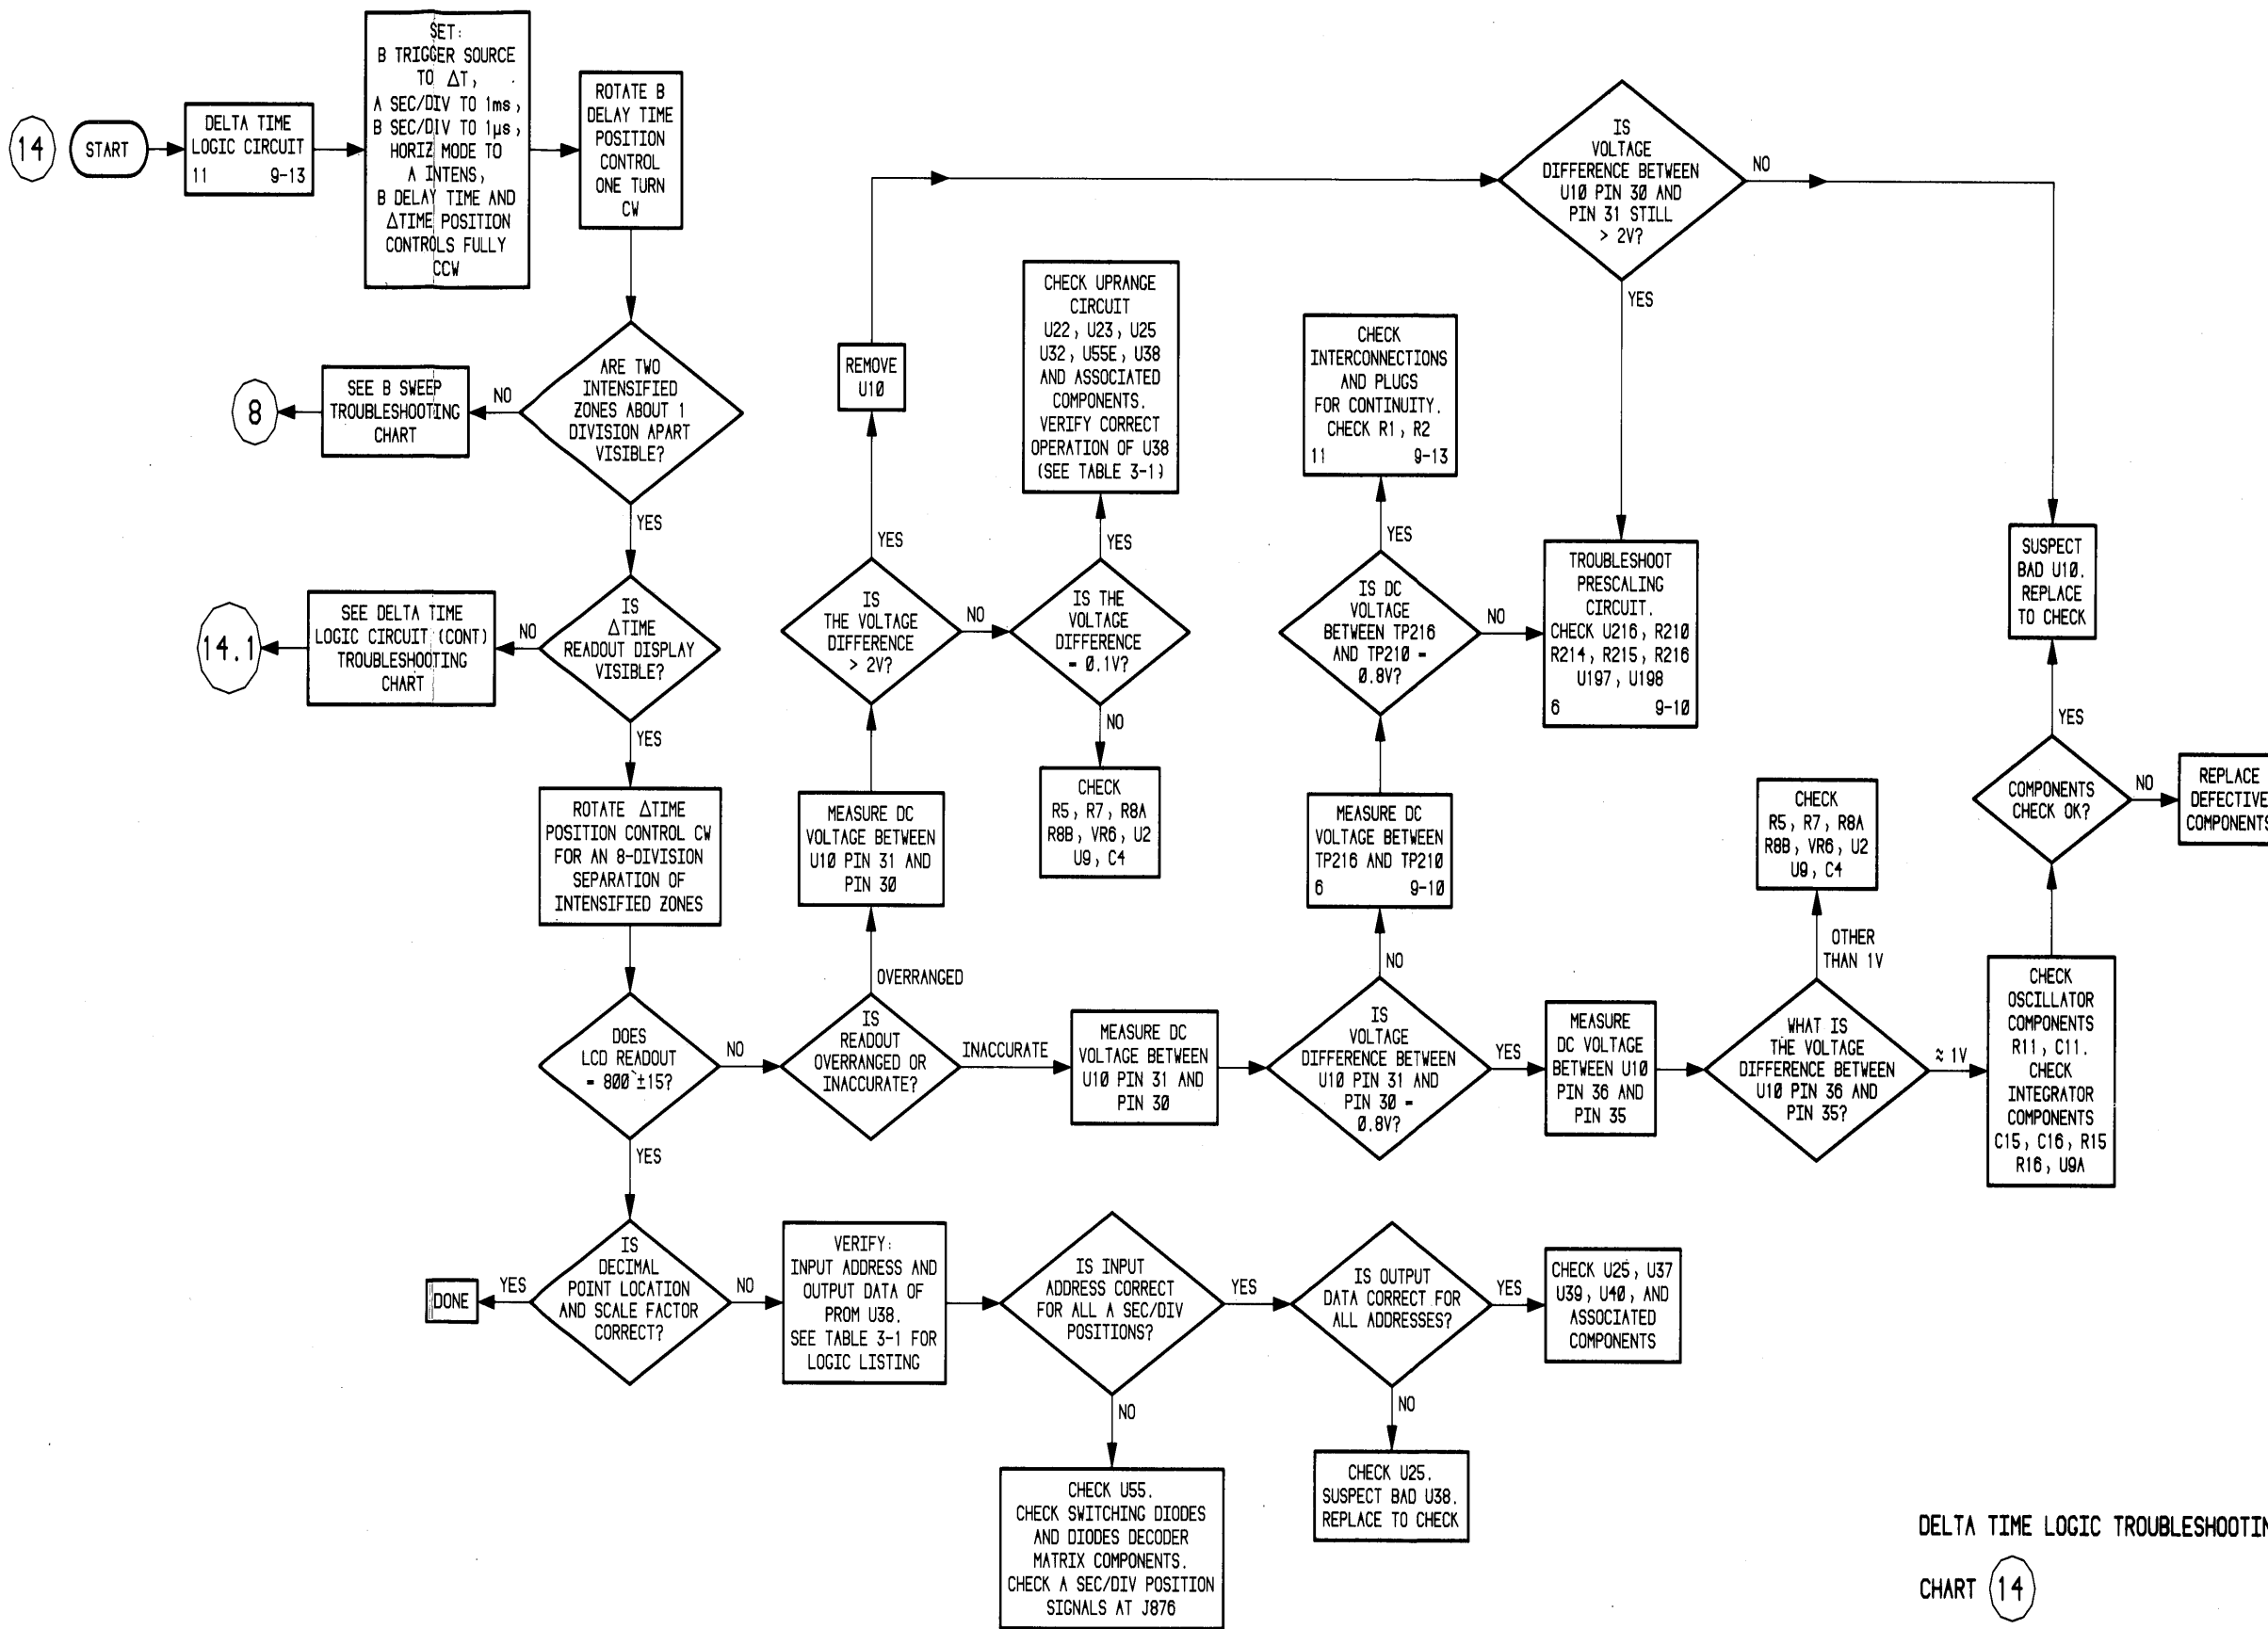 14
START
DELTA TIME
LOGIC CIRCUIT
11 9-13
SET:
B TRIGGER SOURCE
TO ΔT,
A SEC/DIV TO 1ms,
B SEC/DIV TO 1µs,
HORIZ MODE TO
A INTENS,
B DELAY TIME AND
ΔTIME POSITION
CONTROLS FULLY
CCW
ROTATE B
DELAY TIME
POSITION
CONTROL
ONE TURN
CW
ARE TWO
INTENSIFIED
ZONES ABOUT 1
DIVISION APART
VISIBLE?
NO
SEE B SWEEP
TROUBLESHOOTING
CHART
8
YES
IS
ΔTIME
READOUT DISPLAY
VISIBLE?
NO
SEE DELTA TIME
LOGIC CIRCUIT (CONT)
TROUBLESHOOTING
CHART
14.1
YES
ROTATE ΔTIME
POSITION CONTROL CW
FOR AN 8-DIVISION
SEPARATION OF
INTENSIFIED ZONES
DOES
LCD READOUT
= 800 ±15?
NO
YES
IS
READOUT
OVERRANGED OR
INACCURATE?
OVERRANGED
MEASURE DC
VOLTAGE BETWEEN
U10 PIN 31 AND
PIN 30
IS
THE VOLTAGE
DIFFERENCE
> 2V?
YES
REMOVE
U10
NO
IS THE
VOLTAGE
DIFFERENCE
= 0.1V?
YES
CHECK UPRANGE
CIRCUIT
U22, U23, U25
U32, U55E, U38
AND ASSOCIATED
COMPONENTS.
VERIFY CORRECT
OPERATION OF U38
(SEE TABLE 3-1)
NO
CHECK
R5, R7, R8A
R8B, VR6, U2
U9, C4
IS
VOLTAGE
DIFFERENCE BETWEEN
U10 PIN 30 AND
PIN 31 STILL
> 2V?
NO
YES
INACCURATE
MEASURE DC
VOLTAGE BETWEEN
U10 PIN 31 AND
PIN 30
IS
VOLTAGE
DIFFERENCE BETWEEN
U10 PIN 31 AND
PIN 30 =
0.8V?
NO
MEASURE DC
VOLTAGE BETWEEN
TP216 AND TP210
6 9-10
IS DC
VOLTAGE
BETWEEN TP216
AND TP210 =
0.8V?
YES
CHECK
INTERCONNECTIONS
AND PLUGS
FOR CONTINUITY.
CHECK R1, R2
11 9-13
NO
TROUBLESHOOT
PRESCALING
CIRCUIT.
CHECK U216, R210
R214, R215, R216
U197, U198
6 9-10
YES
MEASURE
DC VOLTAGE
BETWEEN U10
PIN 36 AND
PIN 35
WHAT IS
THE VOLTAGE
DIFFERENCE BETWEEN
U10 PIN 36 AND
PIN 35?
OTHER
THAN 1V
CHECK
R5, R7, R8A
R8B, VR6, U2
U9, C4
≈ 1V
CHECK
OSCILLATOR
COMPONENTS
R11, C11.
CHECK
INTEGRATOR
COMPONENTS
C15, C16, R15
R16, U9A
COMPONENTS
CHECK OK?
YES
SUSPECT
BAD U10.
REPLACE
TO CHECK
NO
REPLACE
DEFECTIVE
COMPONENTS
IS
DECIMAL
POINT LOCATION
AND SCALE FACTOR
CORRECT?
YES
DONE
NO
VERIFY:
INPUT ADDRESS AND
OUTPUT DATA OF
PROM U38.
SEE TABLE 3-1 FOR
LOGIC LISTING
IS INPUT
ADDRESS CORRECT
FOR ALL A SEC/DIV
POSITIONS?
YES
NO
CHECK U55.
CHECK SWITCHING DIODES
AND DIODES DECODER
MATRIX COMPONENTS.
CHECK A SEC/DIV POSITION
SIGNALS AT J876
IS OUTPUT
DATA CORRECT FOR
ALL ADDRESSES?
YES
CHECK U25, U37
U39, U40, AND
ASSOCIATED
COMPONENTS
NO
CHECK U25.
SUSPECT BAD U38.
REPLACE TO CHECK
DELTA TIME LOGIC TROUBLESHOOTIN
CHART 14